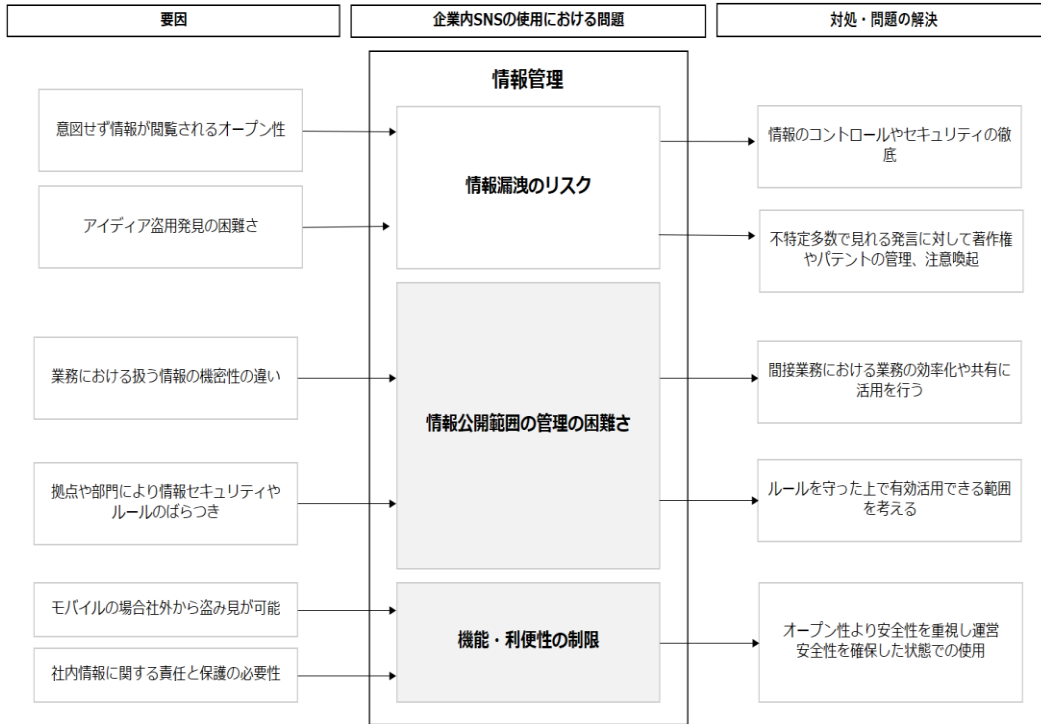 要因
企業内SNSの使用における問題
対処・問題の解決
情報管理
意図せず情報が閲覧されるオープン性
アイディア盗用発見の困難さ
情報漏洩のリスク
情報のコントロールやセキュリティの徹
底
不特定多数で見れる発言に対して著作権
やパテントの管理、注意喚起
業務における扱う情報の機密性の違い
拠点や部門により情報セキュリティや
ルールのばらつき
情報公開範囲の管理の困難さ
間接業務における業務の効率化や共有に
活用を行う
ルールを守った上で有効活用できる範囲
を考える
モバイルの場合社外から盗み見が可能
社内情報に関する責任と保護の必要性
機能・利便性の制限
オープン性より安全性を重視し運営
安全性を確保した状態での使用